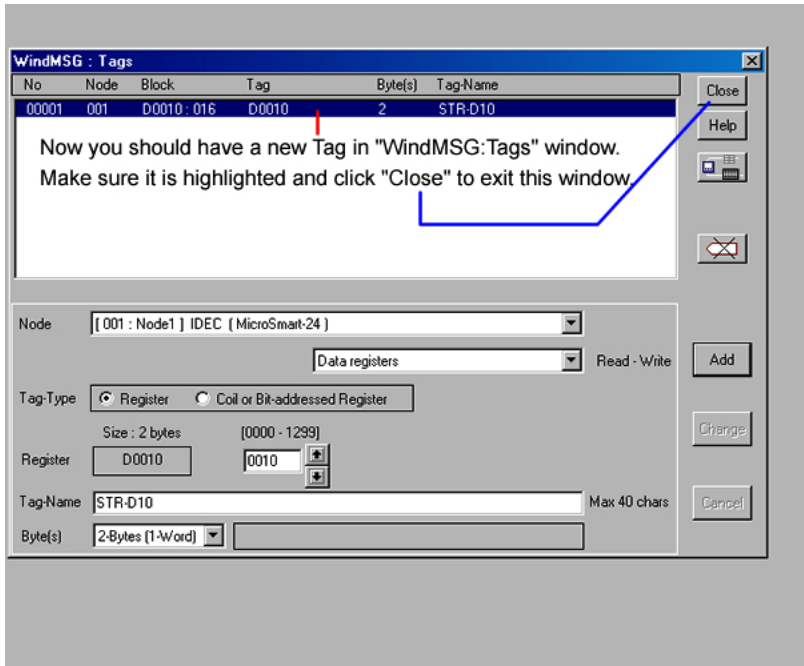 WindMSG : Tags
No Node Block Tag Byte(s) Tag-Name
Close
00001 001 D0010 : 016 D0010 2 STR-D10
Help
Now you should have a new Tag in "WindMSG:Tags" window.
Make sure it is highlighted and click "Close" to exit this window.
Node [ 001 : Node1 ] IDEC ( MicroSmart-24 )
Data registers Read - Write Add
Tag-Type Register Coil or Bit-addressed Register
Size : 2 bytes [0000 - 1299] Change
Register D0010 0010
Tag-Name STR-D10 Max 40 chars Cancel
Byte(s) 2-Bytes (1-Word)